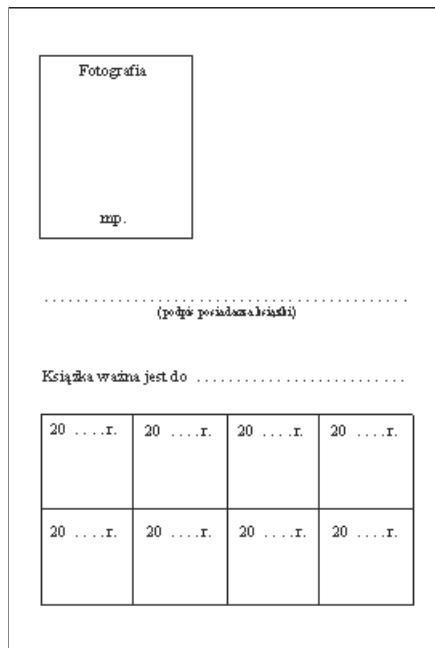 Fotografia
mp.
. . . . . . . . . . . . . . . . . . . . . . . . . . . . . . . . . . . . . . . . . . . . . .
(podpis posiadacza książki)
Książka ważna jest do . . . . . . . . . . . . . . . . . . . . . . . . . . .
20 . . . . r. 20 . . . . r. 20 . . . . r. 20 . . . . r.
20 . . . . r. 20 . . . . r. 20 . . . . r. 20 . . . . r.